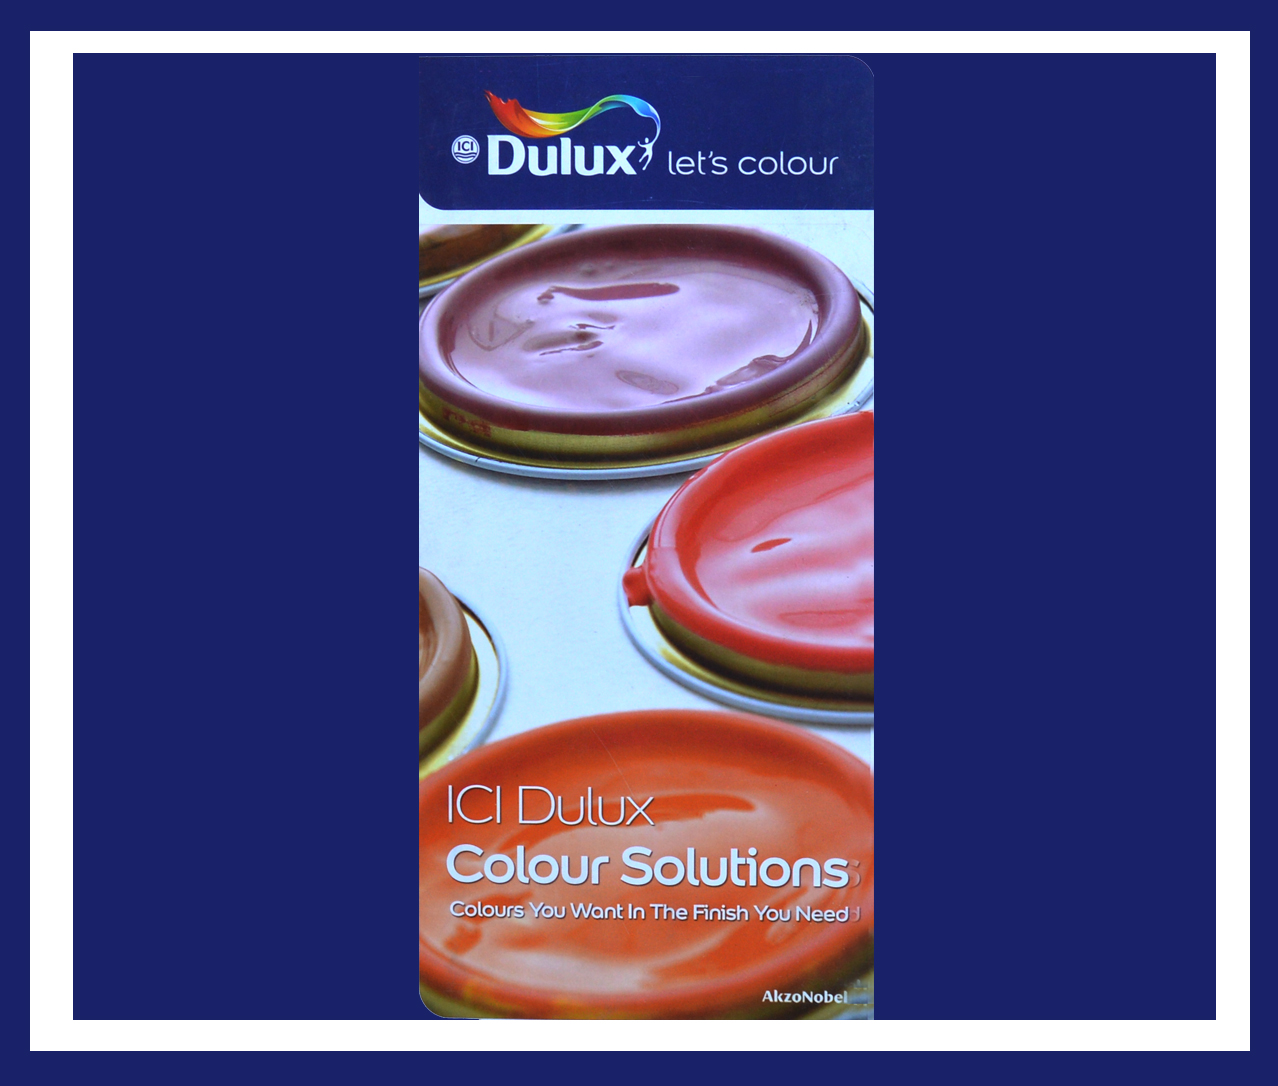 ICI
Dulux let's colour
ICI Dulux
Colour Solutions
Colours You Want In The Finish You Need
AkzoNobel